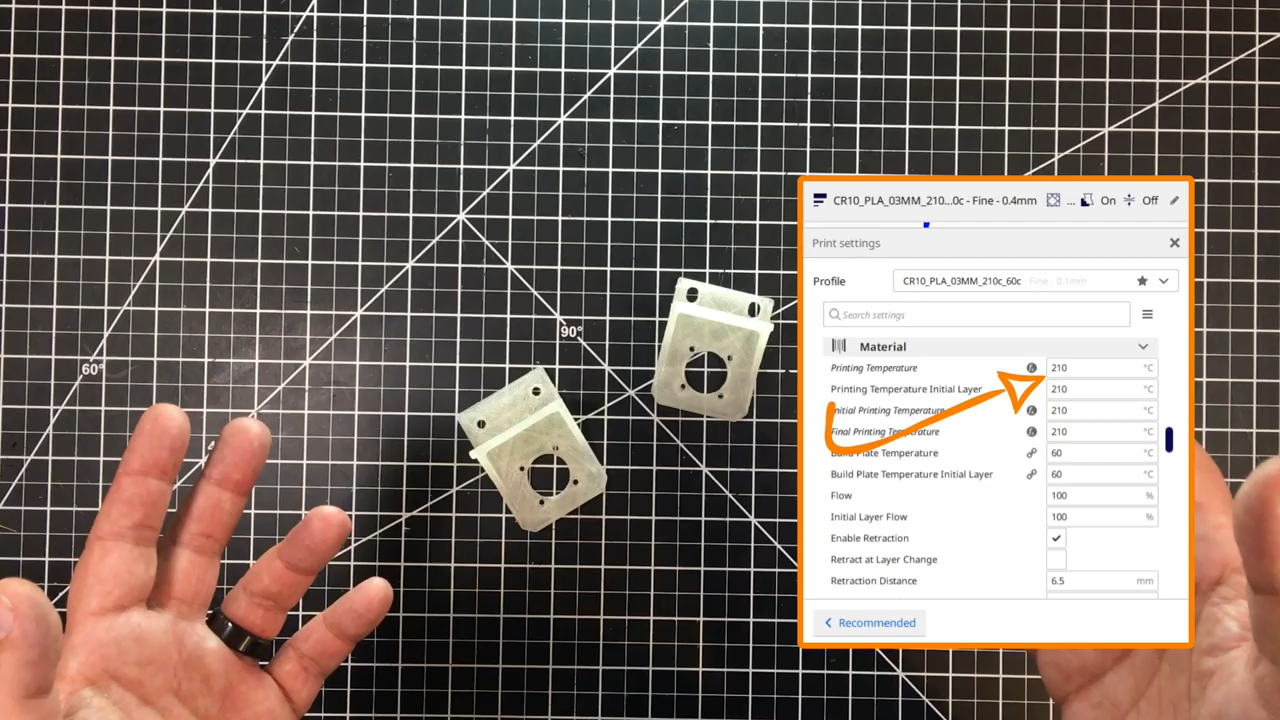 60°
90°
CR10_PLA_03MM_210...0c - Fine - 0.4mm ... On Off
Print settings
Profile CR10_PLA_03MM_210c_60c Fine - 0.1mm
Search settings
Material
Printing Temperature 210 °C
Printing Temperature Initial Layer 210 °C
Initial Printing Temperature 210 °C
Final Printing Temperature 210 °C
Build Plate Temperature 60 °C
Build Plate Temperature Initial Layer 60 °C
Flow 100 %
Initial Layer Flow 100 %
Enable Retraction
Retract at Layer Change
Retraction Distance 6.5 mm
Recommended